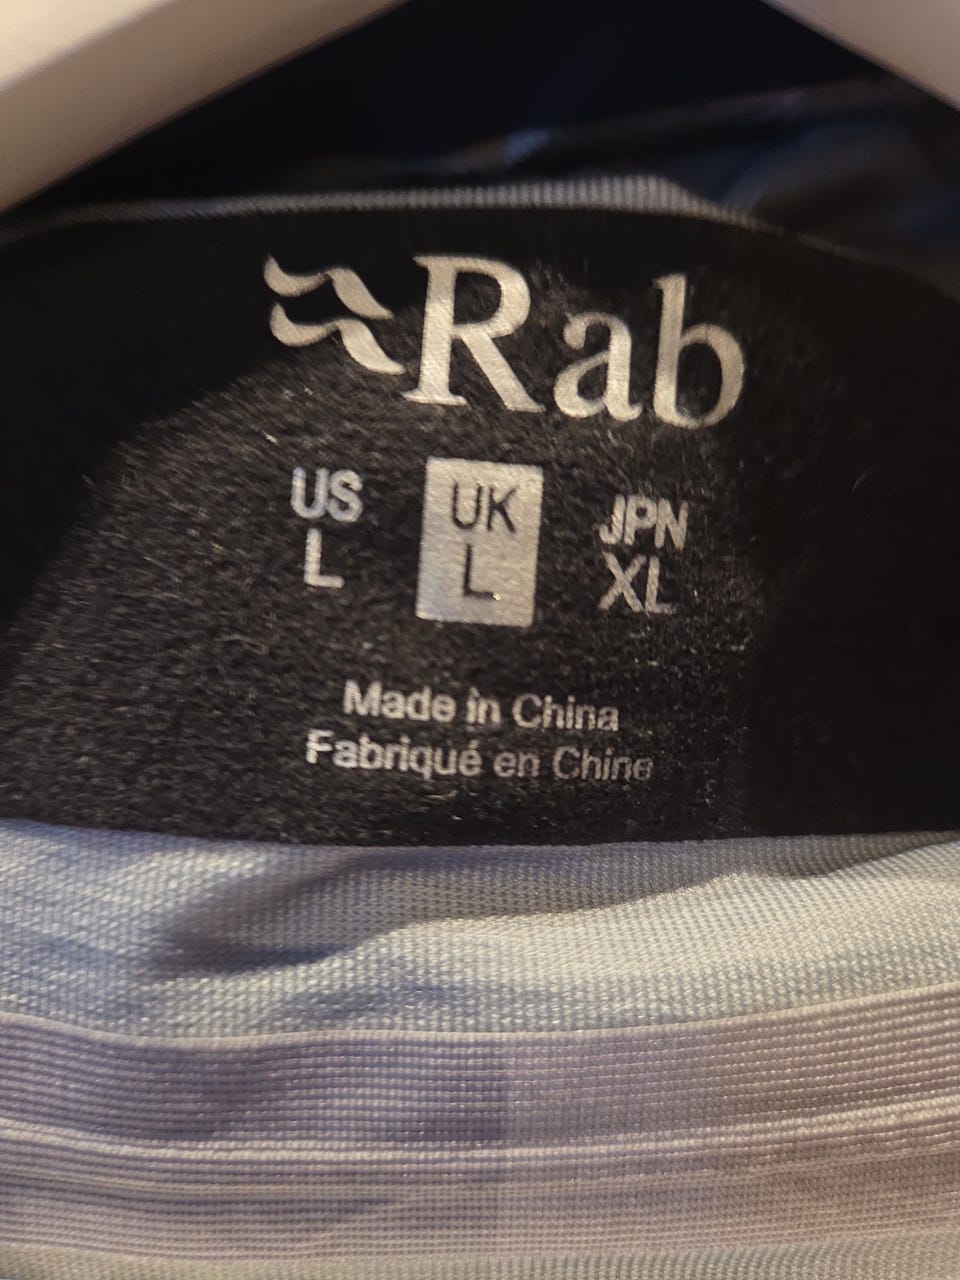 Rab
US UK JPN
L L XL
Made in China
Fabriqué en Chine